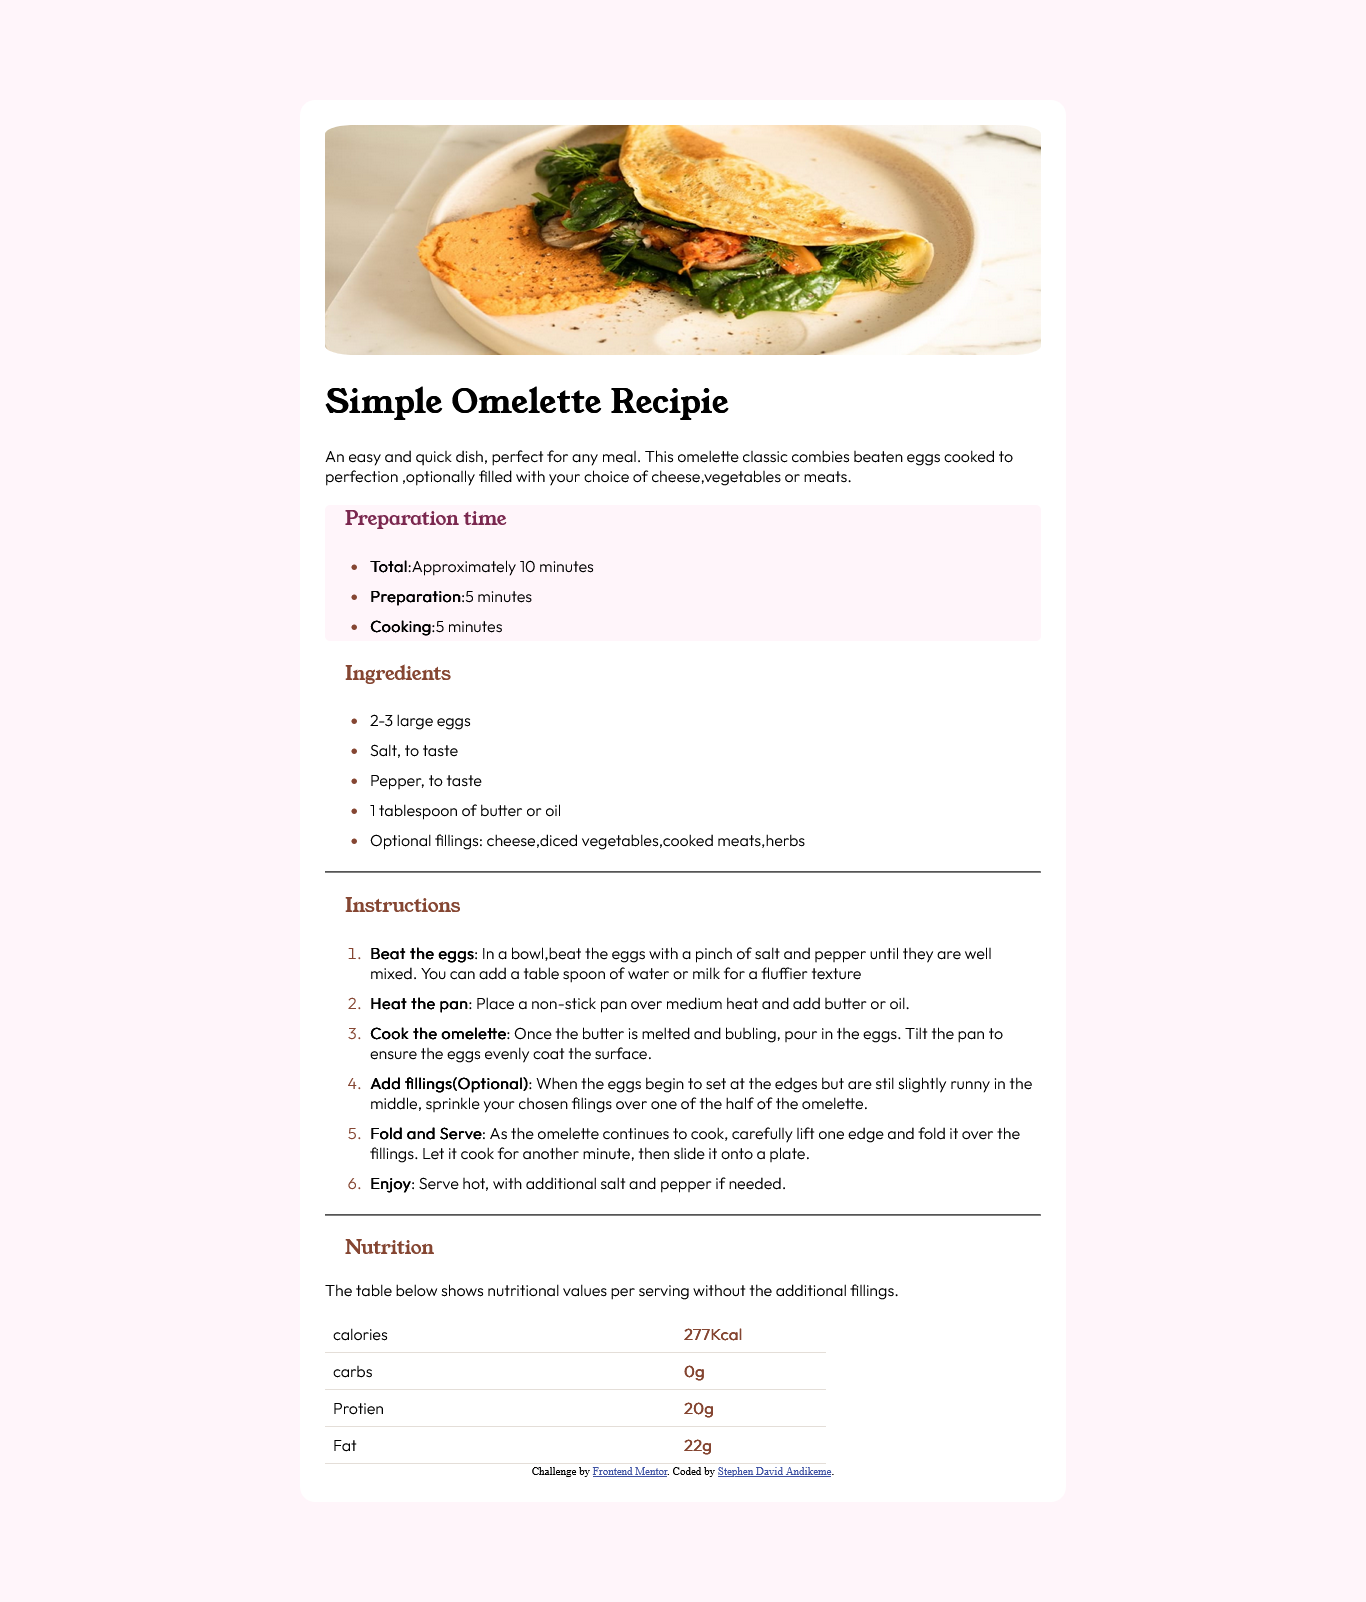 Simple Omelette Recipie
An easy and quick dish, perfect for any meal. This omelette classic combies beaten eggs cooked to
perfection ,optionally filled with your choice of cheese,vegetables or meats.
Preparation time
• Total:Approximately 10 minutes
• Preparation:5 minutes
• Cooking:5 minutes
Ingredients
• 2-3 large eggs
• Salt, to taste
• Pepper, to taste
• 1 tablespoon of butter or oil
• Optional fillings: cheese,diced vegetables,cooked meats,herbs
Instructions
1. Beat the eggs: In a bowl,beat the eggs with a pinch of salt and pepper until they are well
mixed. You can add a table spoon of water or milk for a fluffier texture
2. Heat the pan: Place a non-stick pan over medium heat and add butter or oil.
3. Cook the omelette: Once the butter is melted and bubling, pour in the eggs. Tilt the pan to
ensure the eggs evenly coat the surface.
4. Add fillings(Optional): When the eggs begin to set at the edges but are stil slightly runny in the
middle, sprinkle your chosen filings over one of the half of the omelette.
5. Fold and Serve: As the omelette continues to cook, carefully lift one edge and fold it over the
fillings. Let it cook for another minute, then slide it onto a plate.
6. Enjoy: Serve hot, with additional salt and pepper if needed.
Nutrition
The table below shows nutritional values per serving without the additional fillings.
calories 277Kcal
carbs 0g
Protien 20g
Fat 22g
Challenge by Frontend Mentor. Coded by Stephen David Andikeme.